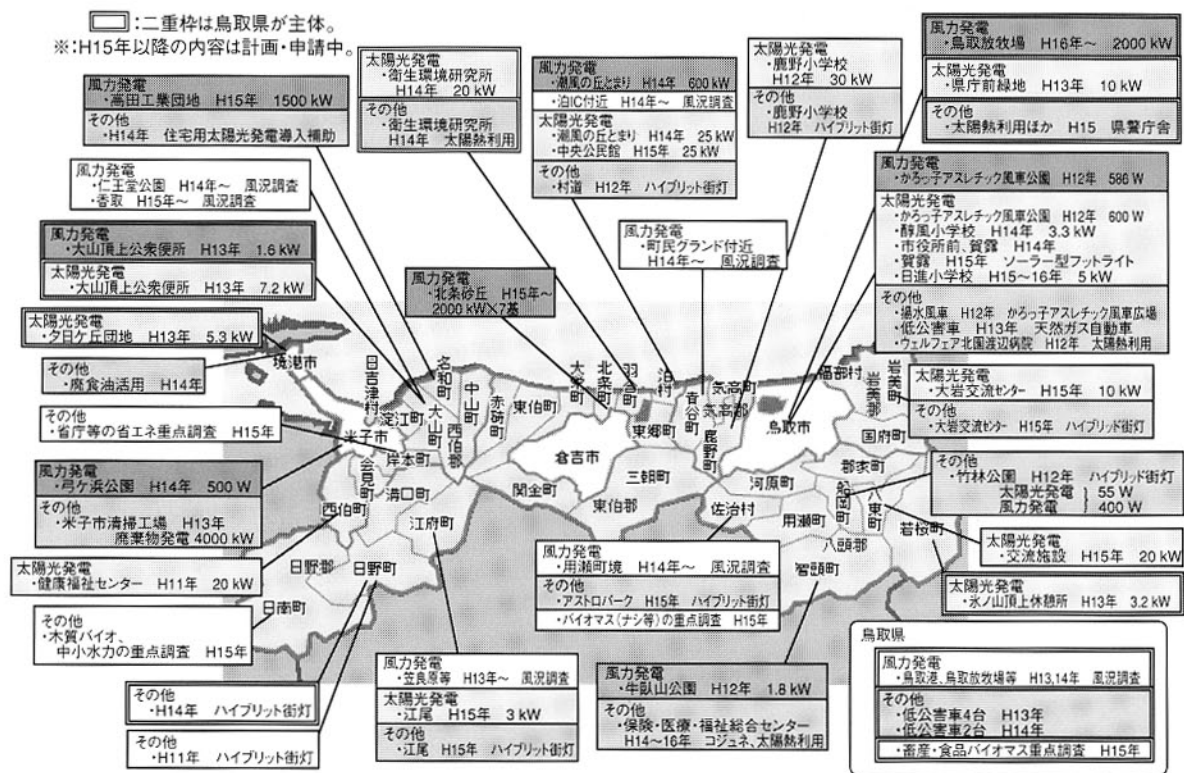 □:二重枠は鳥取県が主体。
※:H15年以降の内容は計画・申請中。
風力発電
・高田工業団地 H15年 1500 kW
その他
・H14年 住宅用太陽光発電導入補助
風力発電
・仁王堂公園 H14年～ 風況調査
・香取 H15年～ 風況調査
風力発電
・大山頂上公衆便所 H13年 1.6 kW
太陽光発電
・大山頂上公衆便所 H13年 7.2 kW
太陽光発電
・夕日ケ丘団地 H13年 5.3 kW
その他
・廃食油活用 H14年
その他
・省庁等の省エネ重点調査 H15年
風力発電
・弓ケ浜公園 H14年 500 W
その他
・米子市清掃工場 H13年
廃棄物発電 4000 kW
太陽光発電
・健康福祉センター H11年 20 kW
その他
・木質バイオ、
中小水力の重点調査 H15年
その他
・H14年 ハイブリット街灯
その他
・H11年 ハイブリット街灯
太陽光発電
・衛生環境研究所
H14年 20 kW
その他
・衛生環境研究所
H14年 太陽熱利用
風力発電
・北条砂丘 H15年～
2000 kW×7基
風力発電
・潮風の丘とまり H14年 600 kW
・泊IC付近 H14年～ 風況調査
太陽光発電
・潮風の丘とまり H14年 25 kW
・中央公民館 H15年 25 kW
その他
・村道 H12年 ハイブリット街灯
風力発電
・町民グランド付近
H14年～ 風況調査
太陽光発電
・鹿野小学校
H12年 30 kW
その他
・鹿野小学校
H12年 ハイブリット街灯
風力発電
・鳥取放牧場 H16年～ 2000 kW
太陽光発電
・県庁前緑地 H13年 10 kW
その他
・太陽熱利用ほか H15 県警庁舎
風力発電
・かろっ子アスレチック風車公園 H12年 586 W
太陽光発電
・かろっ子アスレチック風車公園 H12年 600 W
・醇風小学校 H14年 3.3 kW
・市役所前、賀露 H14年
・賀露 H15年 ソーラー型フットライト
・日進小学校 H15～16年 5 kW
その他
・揚水風車 H12年 かろっ子アスレチック風車広場
・低公害車 H13年 天然ガス自動車
・ウェルフェア北園渡辺病院 H12年 太陽熱利用
太陽光発電
・大岩交流センター H15年 10 kW
その他
・大岩交流センター H15年 ハイブリット街灯
その他
・竹林公園 H12年 ハイブリット街灯
太陽光発電 } 55 W
風力発電 } 400 W
太陽光発電
・交流施設 H15年 20 kW
太陽光発電
・氷ノ山頂上休憩所 H13年 3.2 kW
風力発電
・用瀬町境 H14年～ 風況調査
その他
・アストロパーク H15年 ハイブリット街灯
・バイオマス(ナシ等)の重点調査 H15年
風力発電
・笠良原等 H13年～ 風況調査
太陽光発電
・江尾 H15年 3 kW
その他
・江尾 H15年 ハイブリット街灯
風力発電
・牛臥山公園 H12年 1.8 kW
その他
・保険・医療・福祉総合センター
H14～16年 コジュネ、太陽熱利用
鳥取県
風力発電
・鳥取港、鳥取放牧場等 H13,14年 風況調査
その他
・低公害車4台 H13年
・低公害車2台 H14年
・畜産・食品バイオマス重点調査 H15年
境港市
日吉津村
米子市
淀江町
大山町
名和町
中山町
赤碕町
東伯町
大栄町
北条町
羽合町
泊村
東郷町
青谷町
気高町
気高郡
鹿野町
鳥取市
福部村
岩美郡
岩美町
国府町
郡家町
船岡町
八東町
若桜町
八頭郡
河原町
用瀬町
佐治村
智頭町
倉吉市
三朝町
関金町
東伯郡
西伯郡
岸本町
会見町
西伯町
溝口町
江府町
日野郡
日野町
日南町